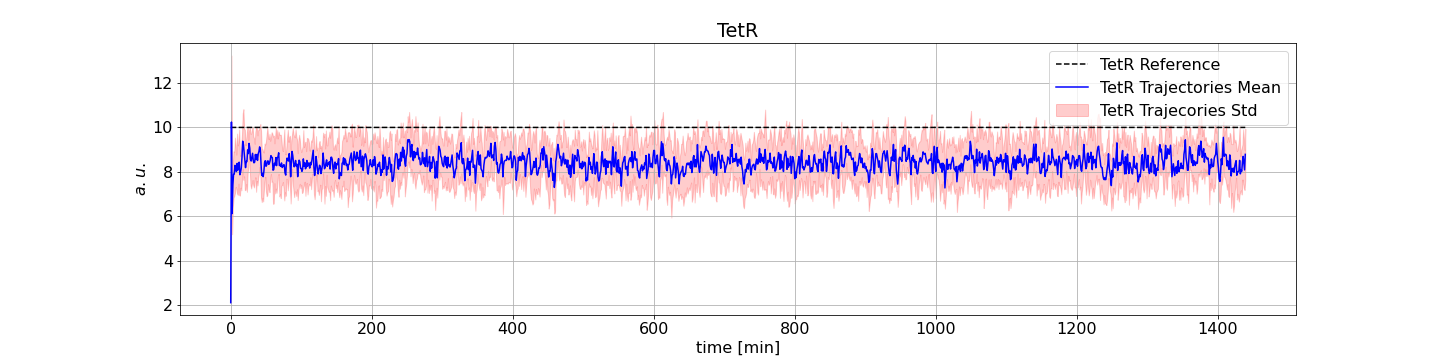 TetR
TetR Reference
TetR Trajectories Mean
TetR Trajecories Std
a. u.
12
10
8
6
4
2
0 200 400 600 800 1000 1200 1400
time [min]